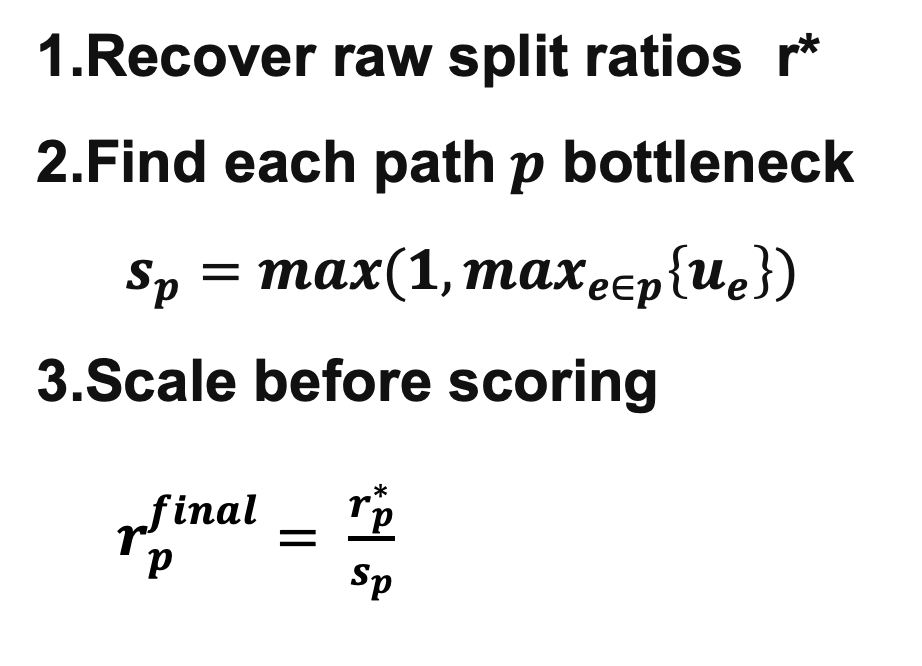 1.Recover raw split ratios r*
2.Find each path p bottleneck
s_p = max(1, max_{e∈p}{u_e})
3.Scale before scoring
r_p^{final} = \frac{r_p^*}{s_p}